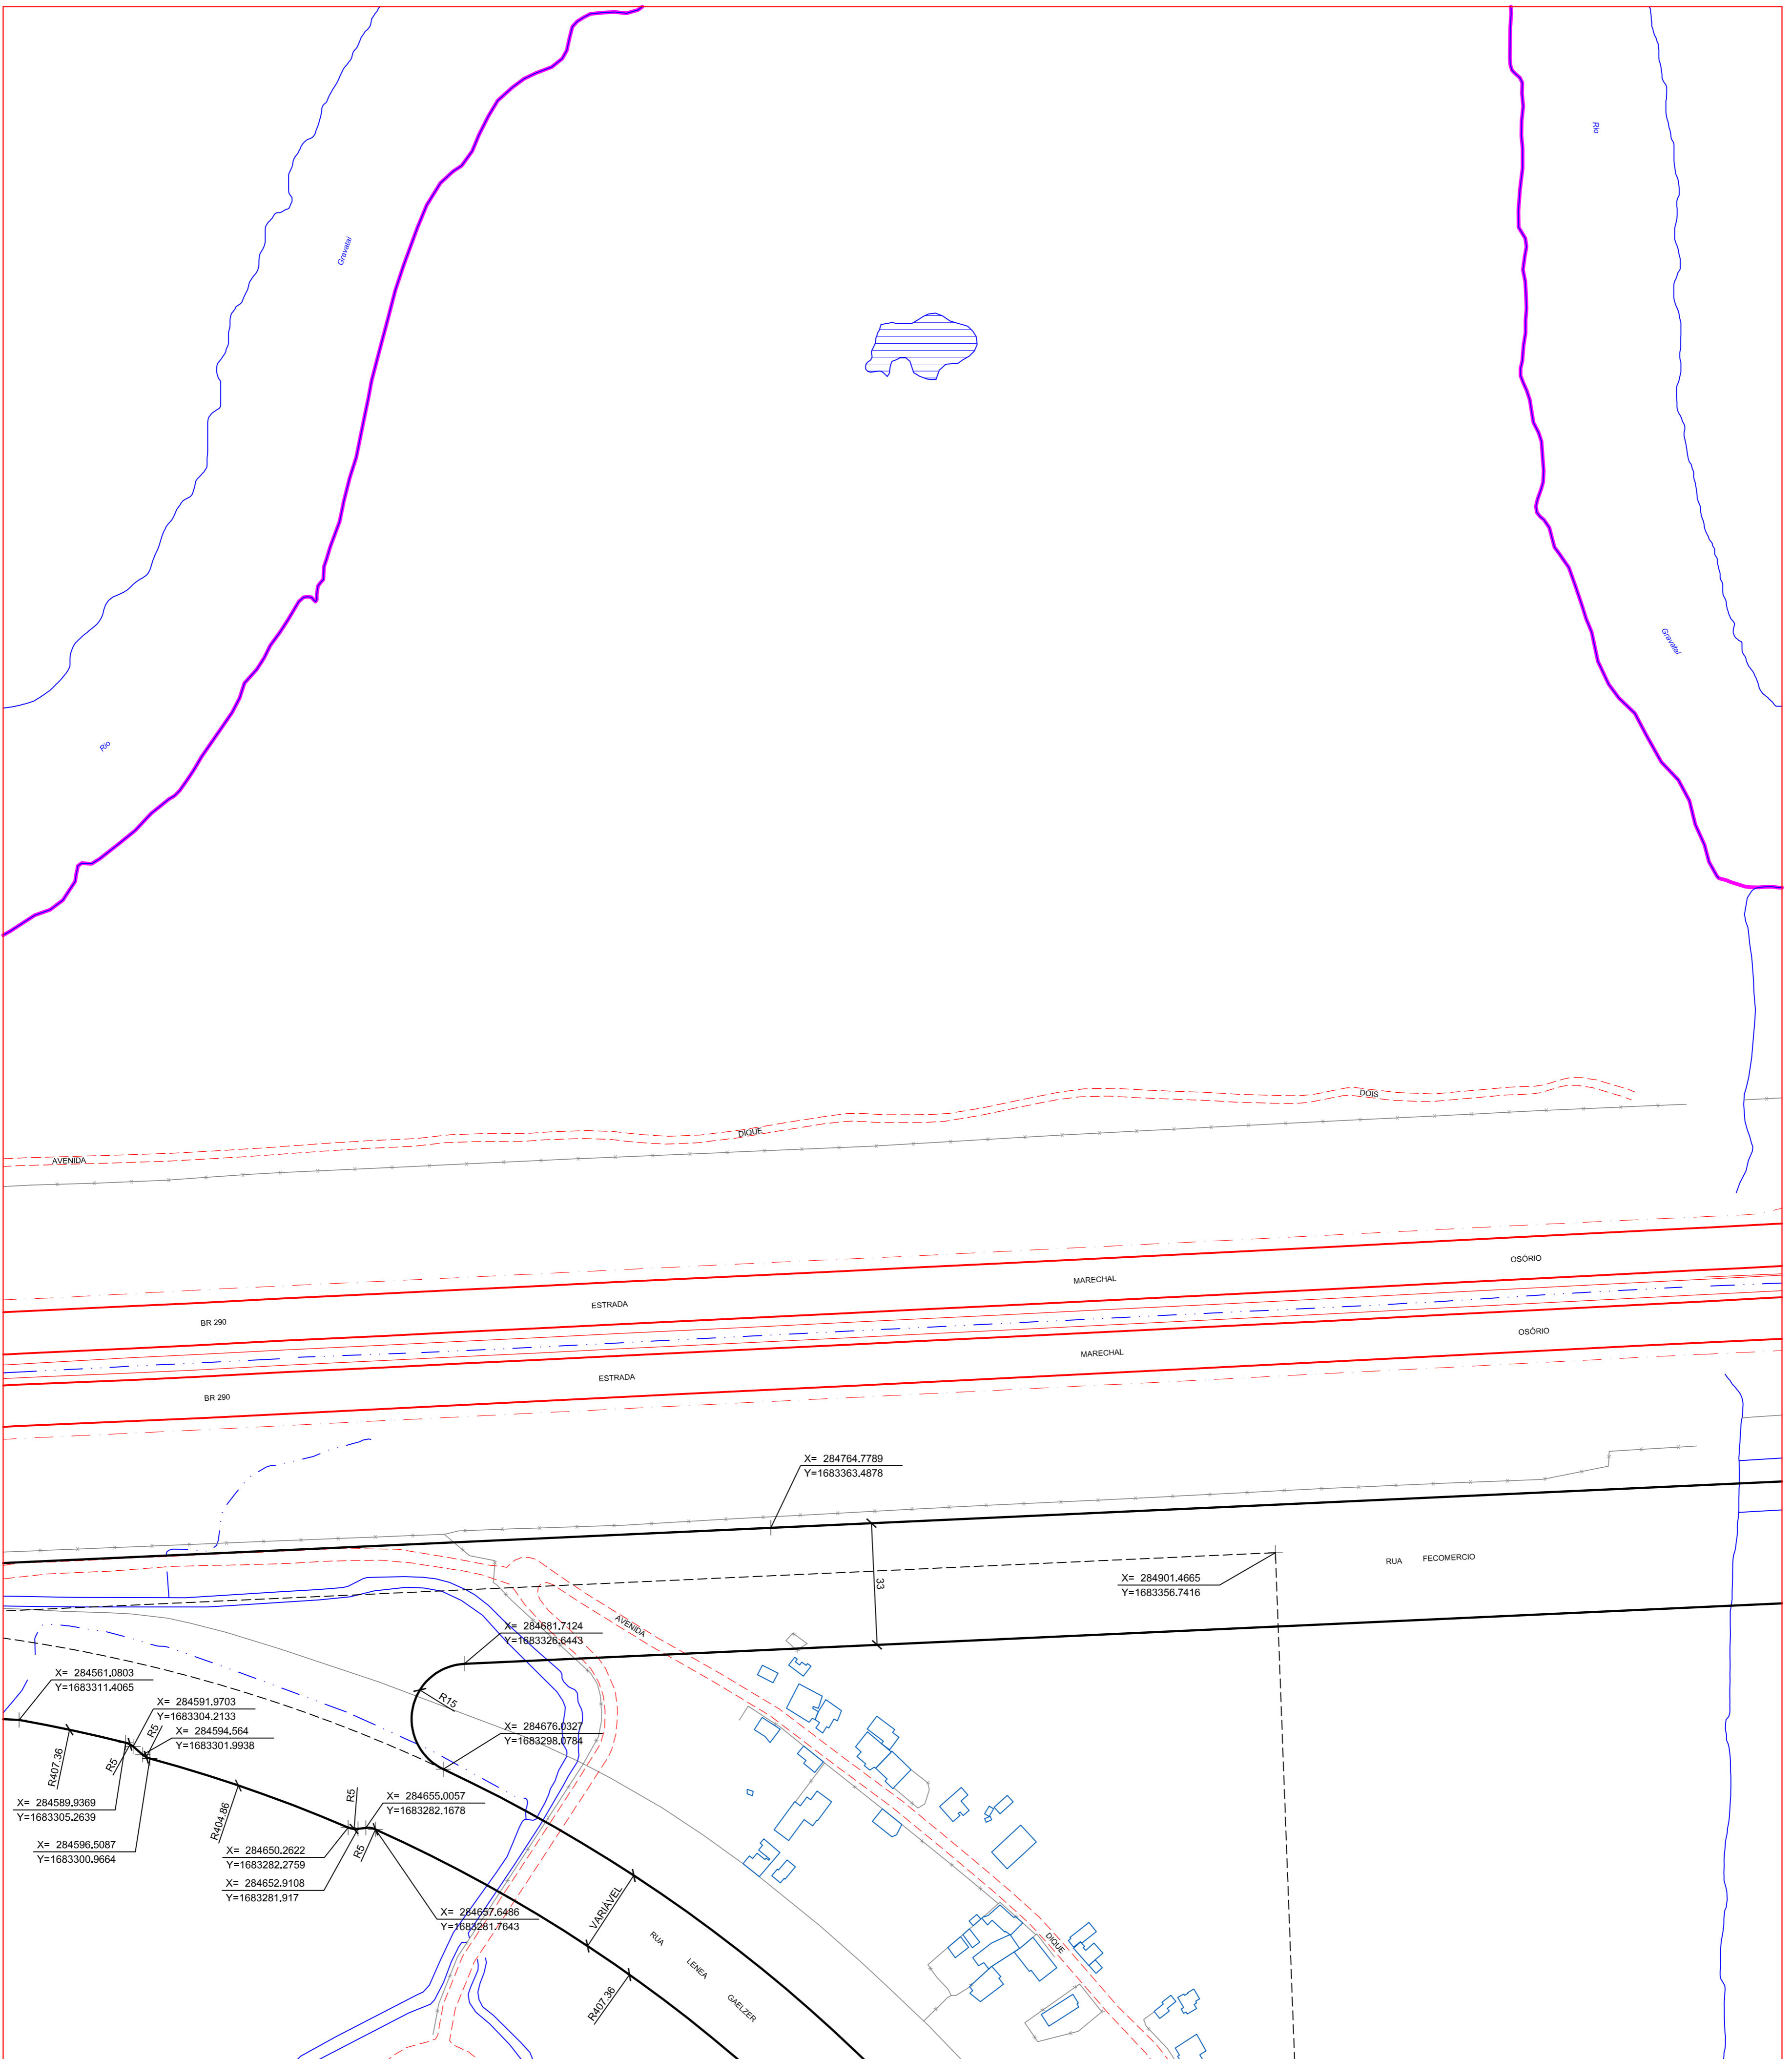 Rio
Gravataí
Gravataí
Rio
DOIS
DIQUE
AVENIDA
OSÓRIO
MARECHAL
ESTRADA
BR 290
OSÓRIO
MARECHAL
ESTRADA
BR 290
X= 284764.7789
Y=1683363.4878
RUA FECOMERCIO
X= 284901.4665
Y=1683356.7416
33
AVENIDA
X= 284681.7124
Y=1683326.6443
X= 284561.0803
Y=1683311.4065
R15
X= 284591.9703
Y=1683304.2133
X= 284676.0327
Y=1683298.0784
R5
X= 284594.564
Y=1683301.9938
R407.36
R5
X= 284589.9369
Y=1683305.2639
R5
X= 284655.0057
Y=1683282.1678
R404.86
X= 284596.5087
Y=1683300.9664
X= 284650.2622
Y=1683282.2759
R5
X= 284652.9108
Y=1683281.917
X= 284657.6486
Y=1683281.7643
VARIÁVEL
RUA
LENEA
GAELZER
DIQUE
R407.36